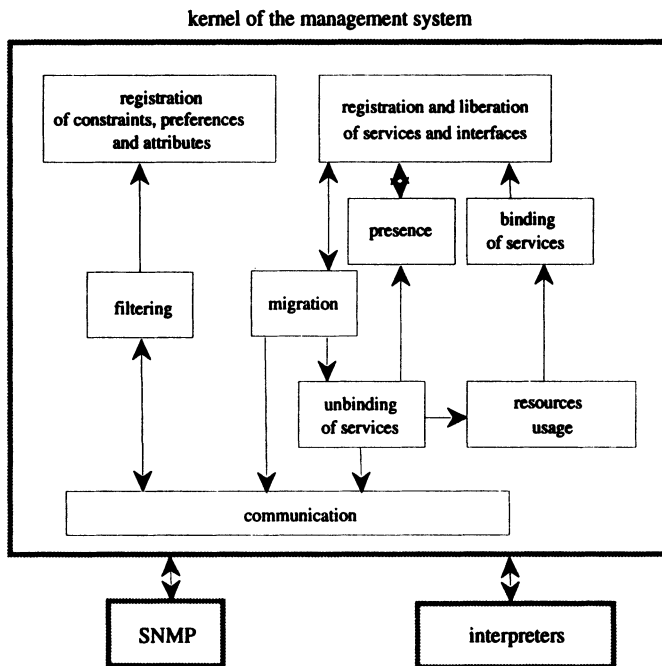 kernel of the management system
registration
of constraints, preferences
and attributes
registration and liberation
of services and interfaces
presence
binding
of services
filtering
migration
unbinding
of services
resources
usage
communication
SNMP
interpreters